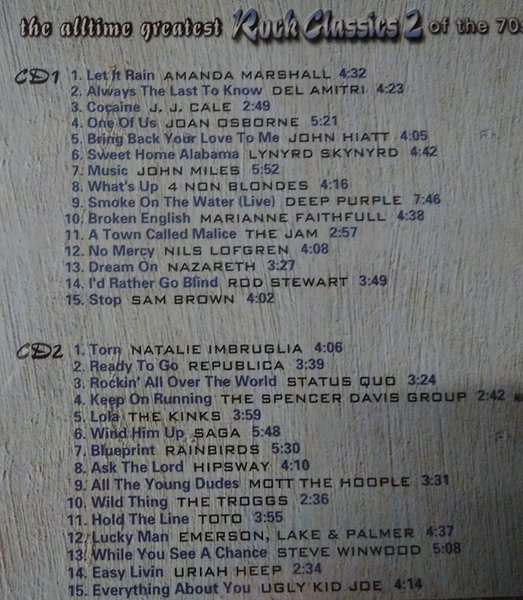 the alltime greatest Rock Classics 2 of the 70s
CD1 1. Let It Rain AMANDA MARSHALL 4:32
2. Always The Last To Know DEL AMITRI 4:23
3. Cocaine J. J. CALE 2:49
4. One Of Us JOAN OSBORNE 5:21
5. Bring Back Your Love To Me JOHN HIATT 4:05
6. Sweet Home Alabama LYNYRD SKYNYRD 4:42
7. Music JOHN MILES 5:52
8. What's Up 4 NON BLONDES 4:16
9. Smoke On The Water (Live) DEEP PURPLE 7:46
10. Broken English MARIANNE FAITHFULL 4:38
11. A Town Called Malice THE JAM 2:57
12. No Mercy NILS LOFGREN 4:08
13. Dream On NAZARETH 3:27
14. I'd Rather Go Blind ROD STEWART 3:49
15. Stop SAM BROWN 4:02
CD2 1. Torn NATALIE IMBRUGLIA 4:06
2. Ready To Go REPUBLICA 3:39
3. Rockin' All Over The World STATUS QUO 3:24
4. Keep On Running THE SPENCER DAVIS GROUP 2:42
5. Lola THE KINKS 3:59
6. Wind Him Up SAGA 5:48
7. Blueprint RAINBIRDS 5:30
8. Ask The Lord HIPSWAY 4:10
9. All The Young Dudes MOTT THE HOOPLE 3:31
10. Wild Thing THE TROGGS 2:36
11. Hold The Line TOTO 3:55
12. Lucky Man EMERSON, LAKE & PALMER 4:37
13. While You See A Chance STEVE WINWOOD 5:08
14. Easy Livin URIAH HEEP 2:34
15. Everything About You UGLY KID JOE 4:14